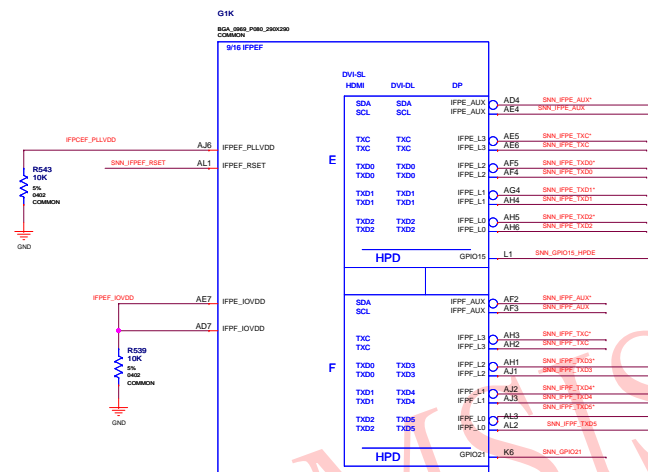 G1K
BGA_0969_P080_290X290
COMMON
9/16 IFPEF
DVI-SL
HDMI DVI-DL DP
SDA SDA IFPE_AUX AD4 SNN_IFPE_AUX*
SCL SCL IFPE_AUX AE4 SNN_IFPE_AUX
IFPCEF_PLLVDD AJ6 IFPEF_PLLVDD
TXC TXC IFPE_L3 AE5 SNN_IFPE_TXC*
TXC TXC IFPE_L3 AE6 SNN_IFPE_TXC
SNN_IFPEF_RSET AL1 IFPEF_RSET
E
TXD0 TXD0 IFPE_L2 AF5 SNN_IFPE_TXD0*
TXD0 TXD0 IFPE_L2 AF4 SNN_IFPE_TXD0
R543
10K
5%
0402
COMMON
GND
TXD1 TXD1 IFPE_L1 AG4 SNN_IFPE_TXD1*
TXD1 TXD1 IFPE_L1 AH4 SNN_IFPE_TXD1
TXD2 TXD2 IFPE_L0 AH5 SNN_IFPE_TXD2*
TXD2 TXD2 IFPE_L0 AH6 SNN_IFPE_TXD2
HPD GPIO15 L1 SNN_GPIO15_HPDE
IFPEF_IOVDD AE7 IFPE_IOVDD
SDA IFPF_AUX AF2 SNN_IFPF_AUX*
SCL IFPF_AUX AF3 SNN_IFPF_AUX
AD7 IFPF_IOVDD
TXC IFPF_L3 AH3 SNN_IFPF_TXC*
TXC IFPF_L3 AH2 SNN_IFPF_TXC
R539
10K
5%
0402
COMMON
GND
F
TXD0 TXD3 IFPF_L2 AH1 SNN_IFPF_TXD3*
TXD0 TXD3 IFPF_L2 AJ1 SNN_IFPF_TXD3
TXD1 TXD4 IFPF_L1 AJ2 SNN_IFPF_TXD4*
TXD1 TXD4 IFPF_L1 AJ3 SNN_IFPF_TXD4
TXD2 TXD5 IFPF_L0 AL3 SNN_IFPF_TXD5*
TXD2 TXD5 IFPF_L0 AL2 SNN_IFPF_TXD5
HPD GPIO21 K6 SNN_GPIO21